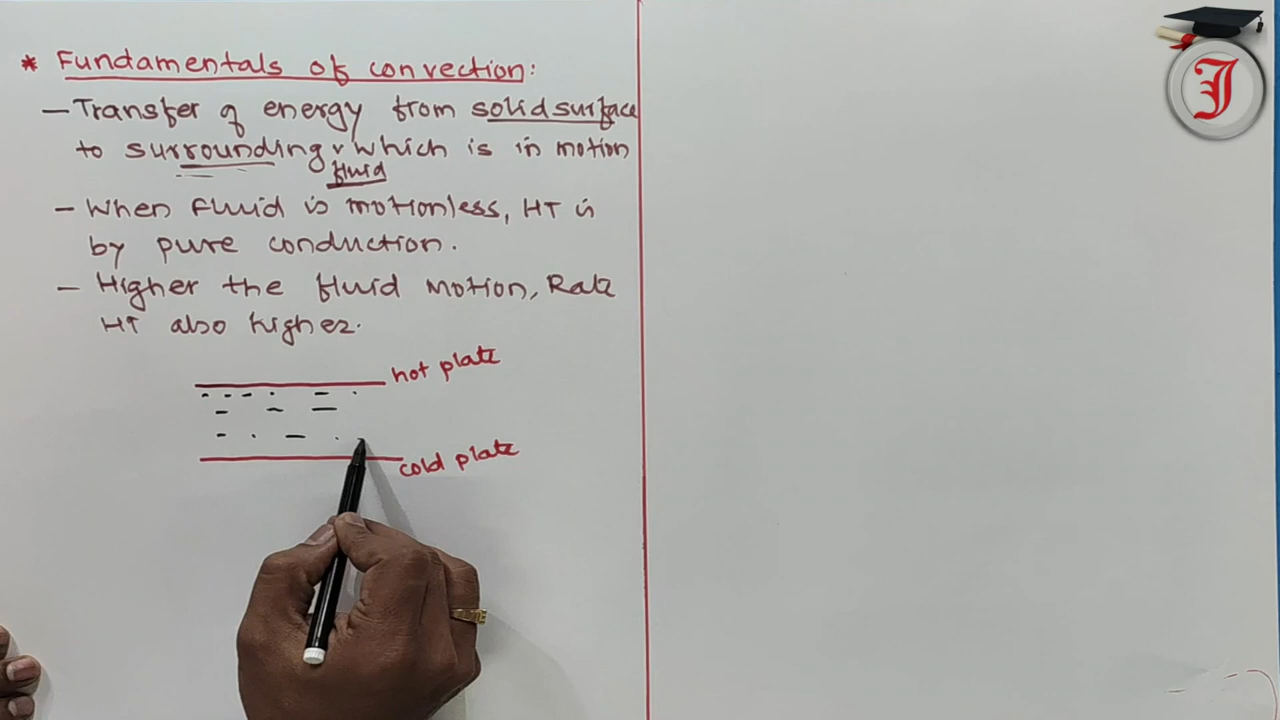 * Fundamentals of convection:
- Transfer of energy from solid surface
to surrounding fluid which is in motion
- When Fluid is motionless, HT is
by pure conduction.
- Higher the fluid motion, Rate
HT also higher.
hot plate
cold plate
J